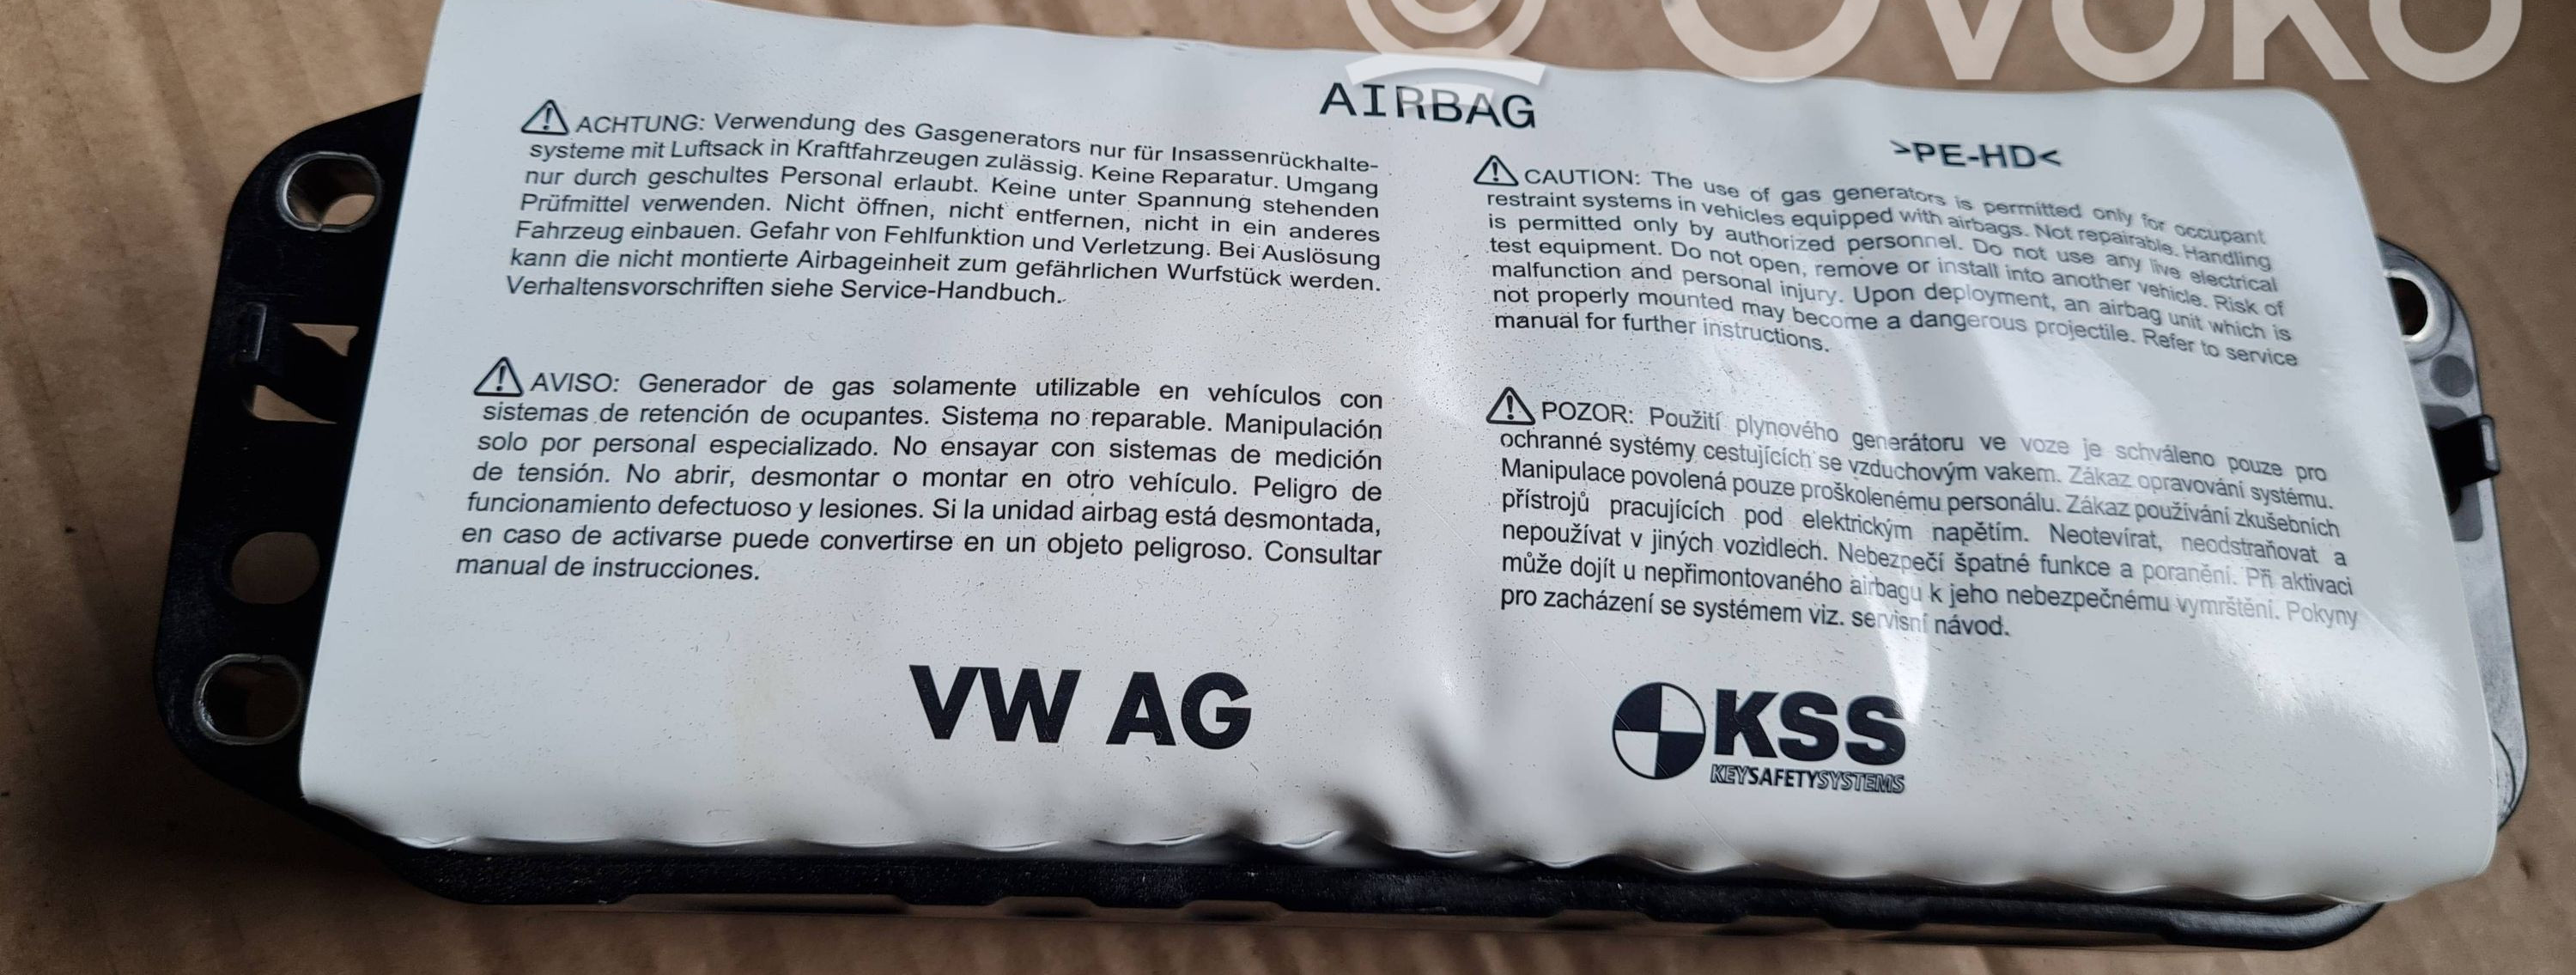 OVOKO
AIRBAG
>PE-HD<
⚠ ACHTUNG: Verwendung des Gasgenerators nur für Insassenrückhalte-
systeme mit Luftsack in Kraftfahrzeugen zulässig. Keine Reparatur. Umgang
nur durch geschultes Personal erlaubt. Keine unter Spannung stehenden
Prüfmittel verwenden. Nicht öffnen, nicht entfernen, nicht in ein anderes
Fahrzeug einbauen. Gefahr von Fehlfunktion und Verletzung. Bei Auslösung
kann die nicht montierte Airbageinheit zum gefährlichen Wurfstück werden.
Verhaltensvorschriften siehe Service-Handbuch.
⚠ CAUTION: The use of gas generators is permitted only for occupant
restraint systems in vehicles equipped with airbags. Not repairable. Handling
is permitted only by authorized personnel. Do not use any live electrical
test equipment. Do not open, remove or install into another vehicle. Risk of
malfunction and personal injury. Upon deployment, an airbag unit which is
not properly mounted may become a dangerous projectile. Refer to service
manual for further instructions.
⚠ AVISO: Generador de gas solamente utilizable en vehículos con
sistemas de retención de ocupantes. Sistema no reparable. Manipulación
solo por personal especializado. No ensayar con sistemas de medición
de tensión. No abrir, desmontar o montar en otro vehículo. Peligro de
funcionamiento defectuoso y lesiones. Si la unidad airbag está desmontada,
en caso de activarse puede convertirse en un objeto peligroso. Consultar
manual de instrucciones.
⚠ POZOR: Použití plynového generátoru ve voze je schváleno pouze pro
ochranné systémy cestujících se vzduchovým vakem. Zákaz opravování systému.
Manipulace povolená pouze proškolenému personálu. Zákaz používání zkušebních
přístrojů pracujících pod elektrickým napětím. Neotevírat, neodstraňovat a
nepoužívat v jiných vozidlech. Nebezpečí špatné funkce a poranění. Při aktivaci
může dojít u nepřimontovaného airbagu k jeho nebezpečnému vymrštění. Pokyny
pro zacházení se systémem viz. servisní návod.
VW AG
KSS
KEYSAFETYSYSTEMS